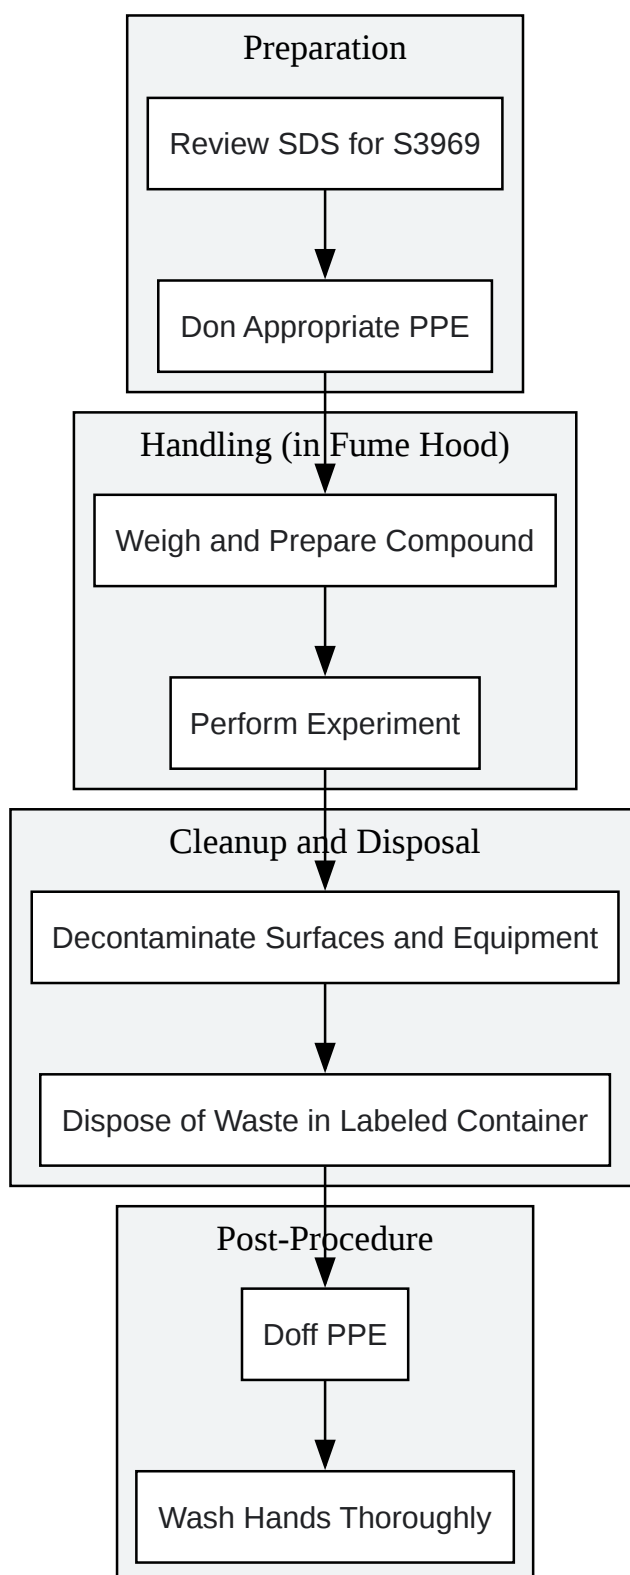 Preparation
Review SDS for S3969
Don Appropriate PPE
Handling (in Fume Hood)
Weigh and Prepare Compound
Perform Experiment
Cleanup and Disposal
Decontaminate Surfaces and Equipment
Dispose of Waste in Labeled Container
Post-Procedure
Doff PPE
Wash Hands Thoroughly